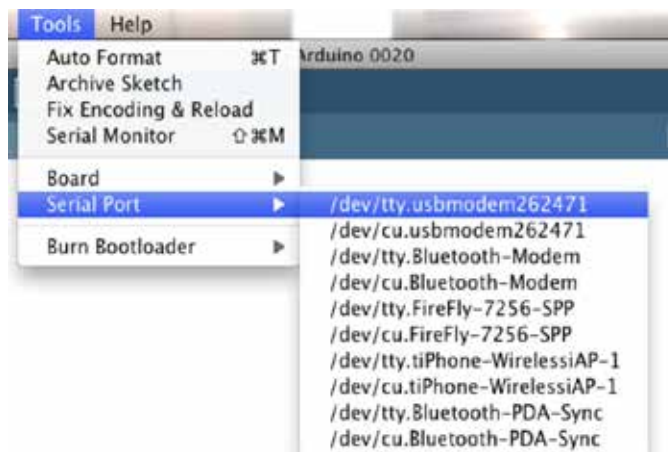 Tools Help
Arduino 0020
Auto Format ⌘T
Archive Sketch
Fix Encoding & Reload
Serial Monitor ⇧⌘M
Board
Serial Port
Burn Bootloader
/dev/tty.usbmodem262471
/dev/cu.usbmodem262471
/dev/tty.Bluetooth-Modem
/dev/cu.Bluetooth-Modem
/dev/tty.FireFly-7256-SPP
/dev/cu.FireFly-7256-SPP
/dev/tty.tiPhone-WirelessiAP-1
/dev/cu.tiPhone-WirelessiAP-1
/dev/tty.Bluetooth-PDA-Sync
/dev/cu.Bluetooth-PDA-Sync